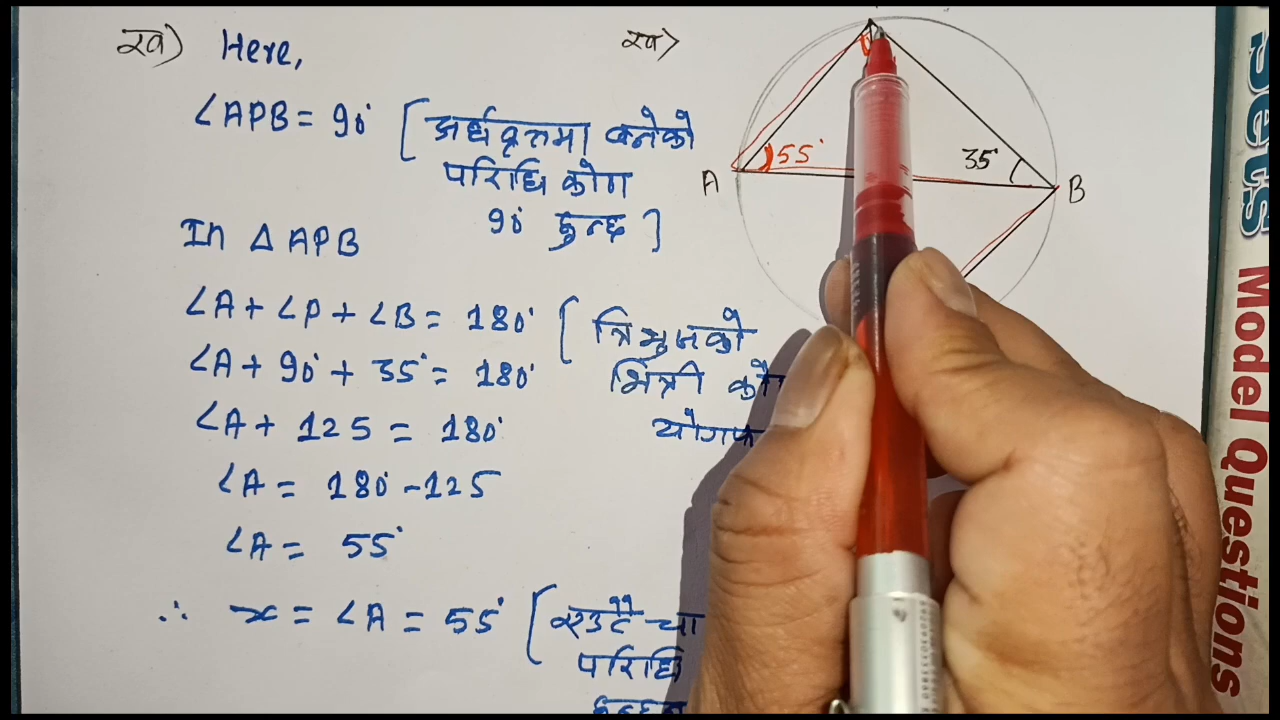 ख) Here,
∠APB = 90° [अर्धवृत्तमा बनेको
परिधि कोण
90° हुन्छ]
In △ APB
∠A + ∠P + ∠B = 180° [त्रिभुजको
भित्री
∠A + 90° + 35° = 180°
∠A + 125 = 180°
∠A = 180° - 125
∠A = 55°
∴ x = ∠A = 55° [एउटै
परिधि
ख)
55°
35°
A
B
Sets Model Questions